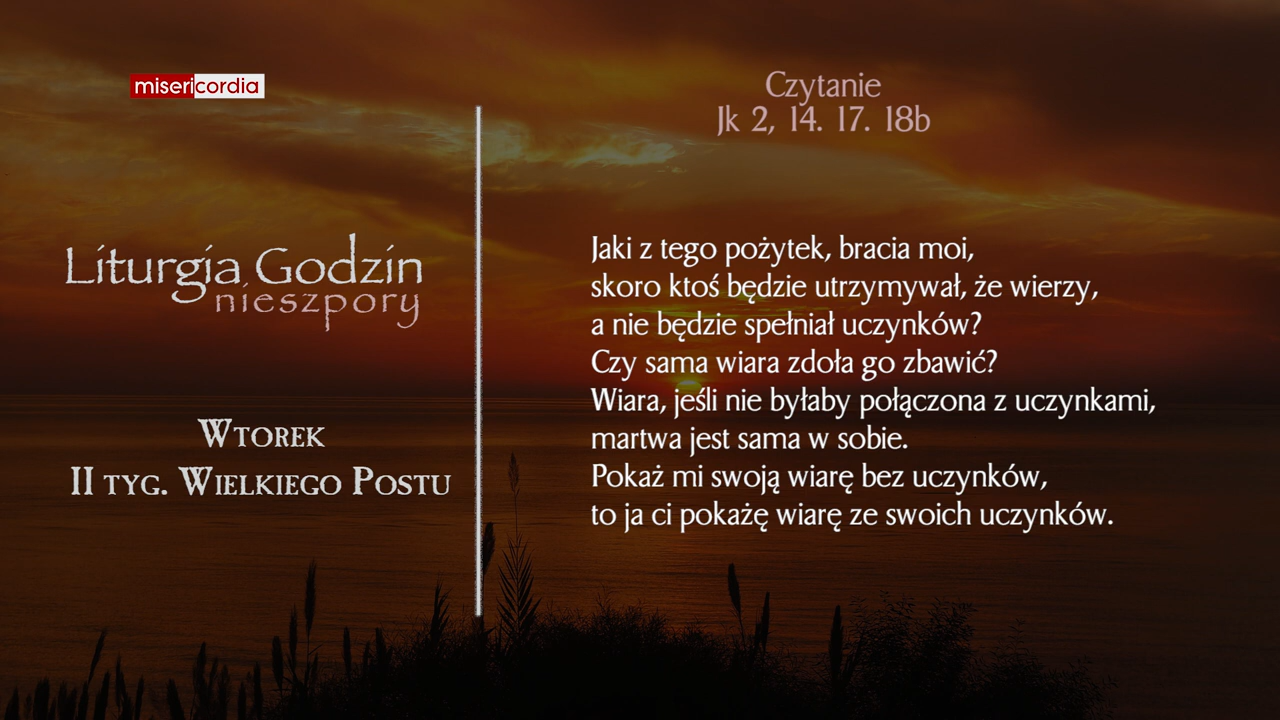 misericordia
Liturgia Godzin
nieszpory
Wtorek
II tyg. Wielkiego Postu
Czytanie
Jk 2, 14. 17. 18b
Jaki z tego pożytek, bracia moi,
skoro ktoś będzie utrzymywał, że wierzy,
a nie będzie spełniał uczynków?
Czy sama wiara zdoła go zbawić?
Wiara, jeśli nie byłaby połączona z uczynkami,
martwa jest sama w sobie.
Pokaż mi swoją wiarę bez uczynków,
to ja ci pokażę wiarę ze swoich uczynków.